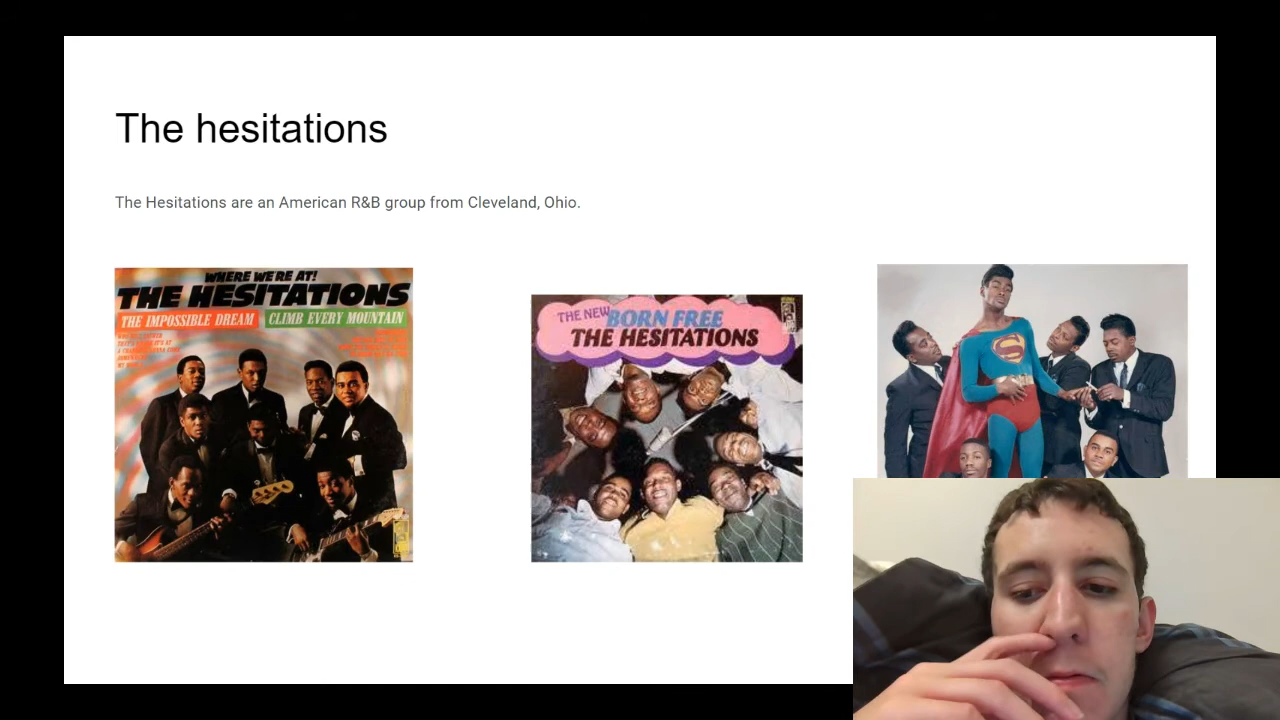 The hesitations
The Hesitations are an American R&B group from Cleveland, Ohio.
WHERE WE'RE AT!
THE HESITATIONS
THE IMPOSSIBLE DREAM
CLIMB EVERY MOUNTAIN
THE NEW BORN FREE
THE HESITATIONS
S